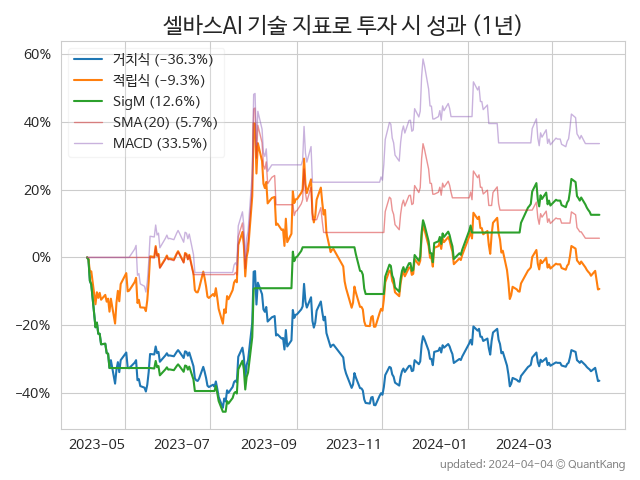 셀바스AI 기술 지표로 투자 시 성과 (1년)
60%
40%
20%
0%
−20%
−40%
거치식 (−36.3%)
적립식 (−9.3%)
SigM (12.6%)
SMA(20) (5.7%)
MACD (33.5%)
2023−05 2023−07 2023−09 2023−11 2024−01 2024−03
updated: 2024-04-04 © QuantKang